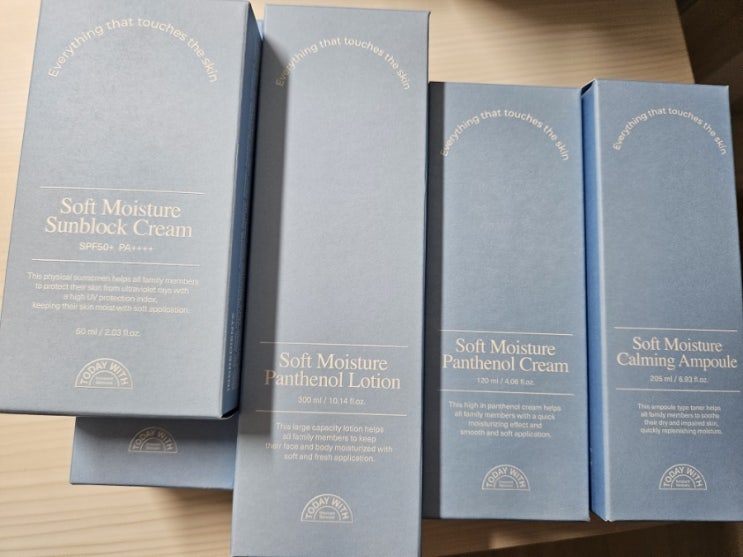 Everything that touches the skin
Soft Moisture
Sunblock Cream
SPF50+ PA++++
This physical sunscreen helps all family members
to protect their skin from ultraviolet rays with
a high UV protection index,
keeping their skin moist with soft application.
60 ml / 2.03 fl.oz.
TODAY WITH
INGREDIENTS
TODAY WITH
Everything that touches the skin
Soft Moisture
Panthenol Lotion
300 ml / 10.14 fl.oz.
This large capacity lotion helps
all family members to keep
their face and body moisturized with
soft and fresh application.
TODAY WITH
Everything that touches the skin
Soft Moisture
Panthenol Cream
120 ml / 4.06 fl.oz.
This high in panthenol cream helps
all family members with a quick
moisturizing effect and
smooth and soft application.
TODAY WITH
Everything that touches the skin
Soft Moisture
Calming Ampoule
205 ml / 6.93 fl.oz.
This ampoule type toner helps
all family members to soothe
their dry and impaired skin,
quickly replenishing moisture.
TODAY WITH